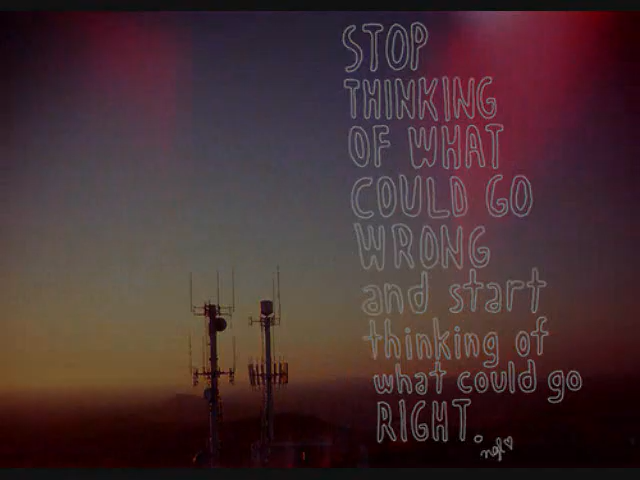 STOP
THINKING
OF WHAT
COULD GO
WRONG
and start
thinking of
what could go
RIGHT.